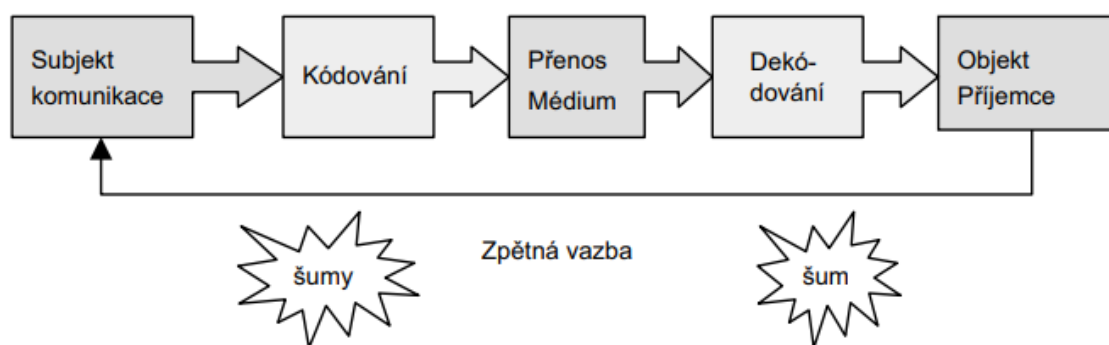 Subjekt
komunikace
Kódování
Přenos
Médium
Dekó-
dování
Objekt
Příjemce
Zpětná vazba
šumy
šum